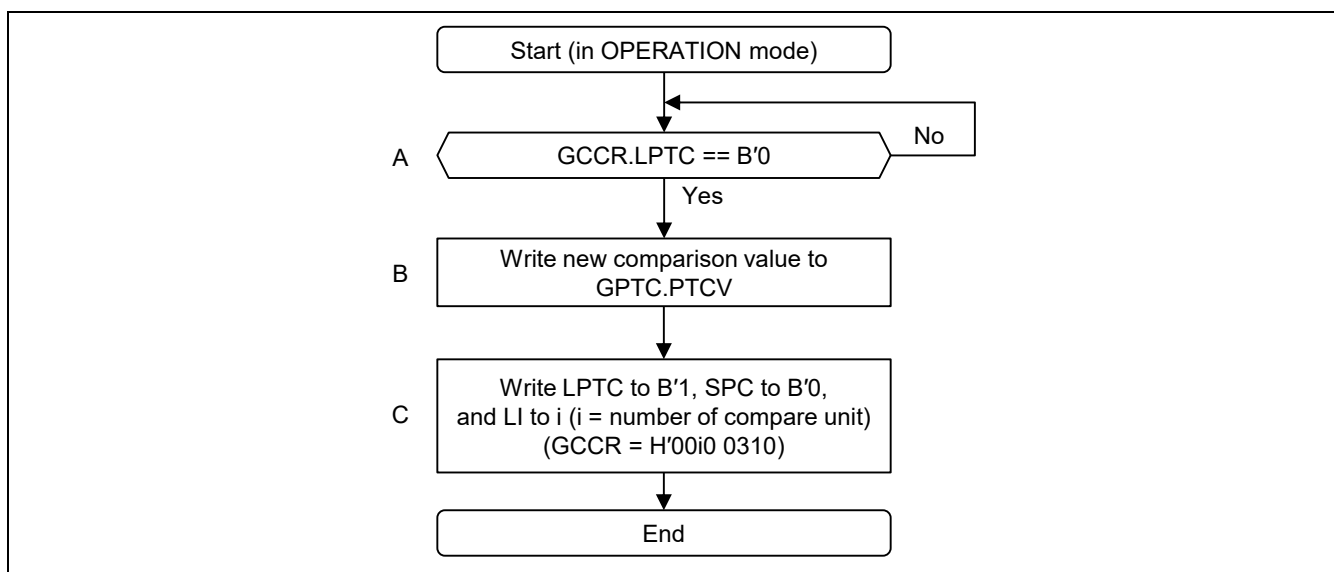 Start (in OPERATION mode)
A
GCCR.LPTC == B′0
No
Yes
B
Write new comparison value to
GPTC.PTCV
C
Write LPTC to B′1, SPC to B′0,
and LI to i (i = number of compare unit)
(GCCR = H′00i0 0310)
End